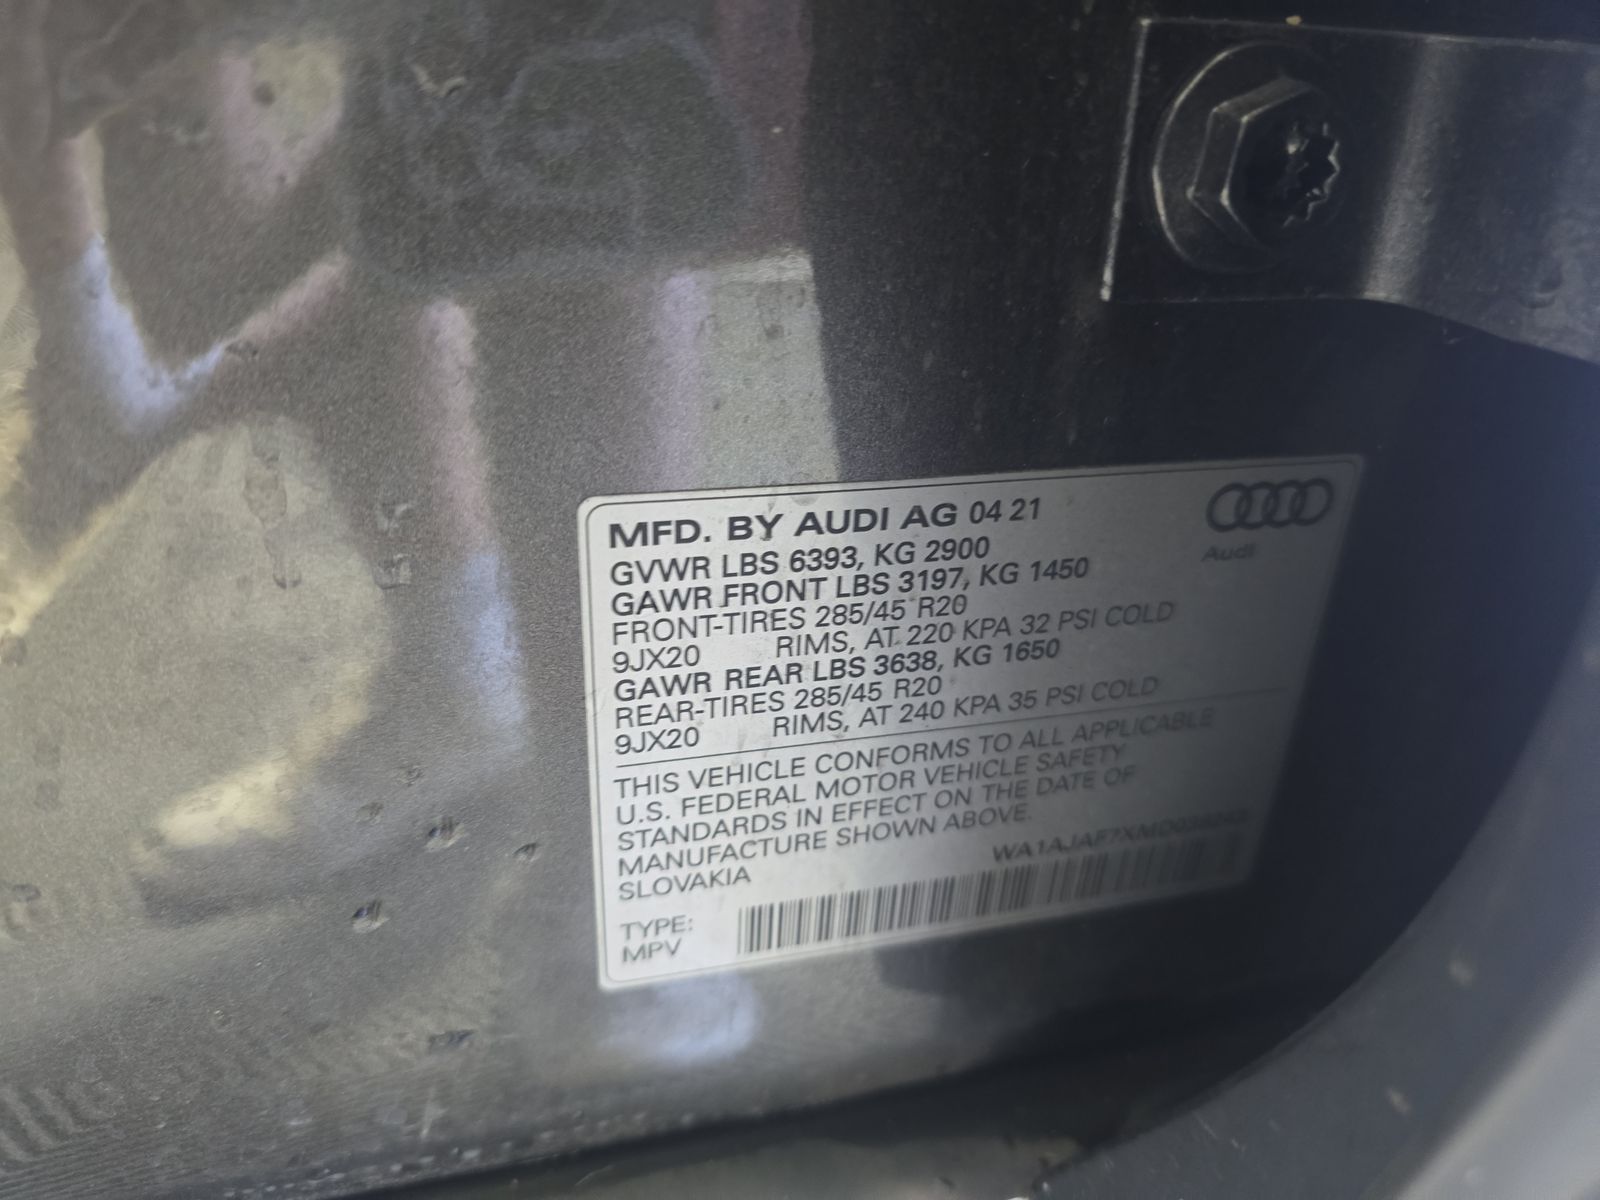 MFD. BY AUDI AG 04 21
Audi
GVWR LBS 6393, KG 2900
GAWR FRONT LBS 3197, KG 1450
FRONT-TIRES 285/45 R20
9JX20 RIMS, AT 220 KPA 32 PSI COLD
GAWR REAR LBS 3638, KG 1650
REAR-TIRES 285/45 R20
9JX20 RIMS, AT 240 KPA 35 PSI COLD
THIS VEHICLE CONFORMS TO ALL APPLICABLE
U.S. FEDERAL MOTOR VEHICLE SAFETY
STANDARDS IN EFFECT ON THE DATE OF
MANUFACTURE SHOWN ABOVE.
SLOVAKIA
TYPE:
MPV